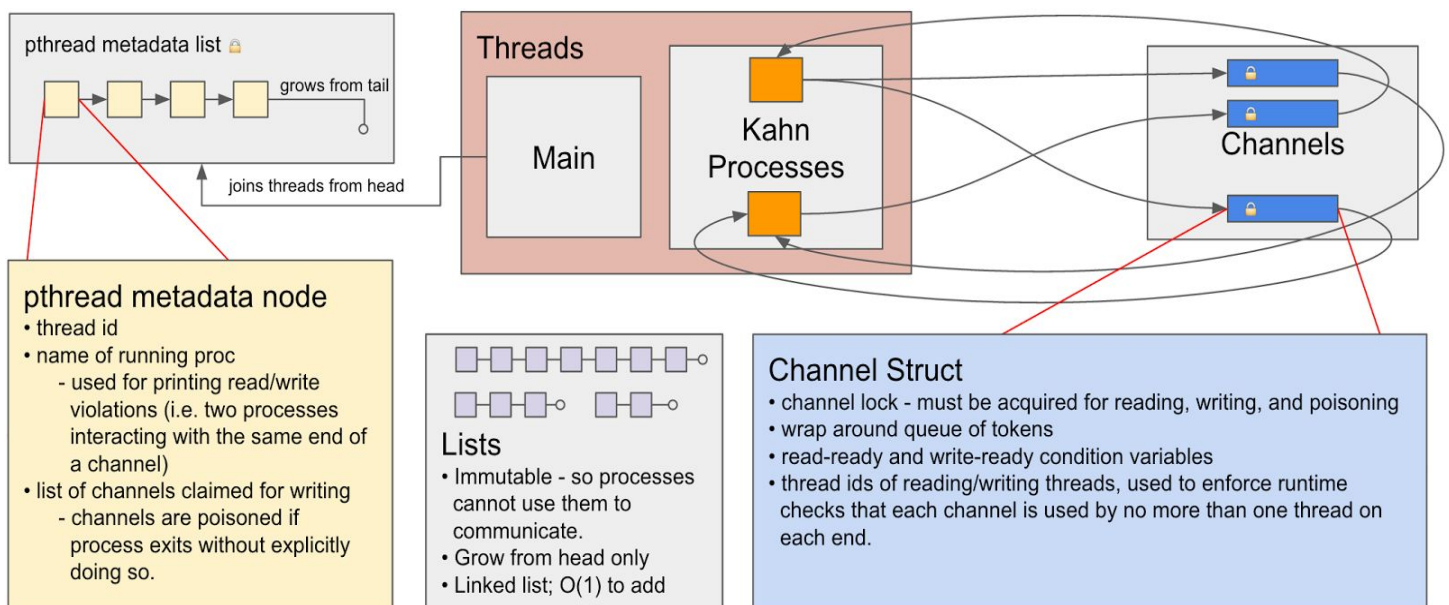 pthread metadata list 🔒
grows from tail
joins threads from head
Threads
Main
Kahn
Processes
Channels
pthread metadata node
• thread id
• name of running proc
- used for printing read/write
violations (i.e. two processes
interacting with the same end of
a channel)
• list of channels claimed for writing
- channels are poisoned if
process exits without explicitly
doing so.
Lists
• Immutable - so processes
cannot use them to
communicate.
• Grow from head only
• Linked list; O(1) to add
Channel Struct
• channel lock - must be acquired for reading, writing, and poisoning
• wrap around queue of tokens
• read-ready and write-ready condition variables
• thread ids of reading/writing threads, used to enforce runtime
checks that each channel is used by no more than one thread on
each end.